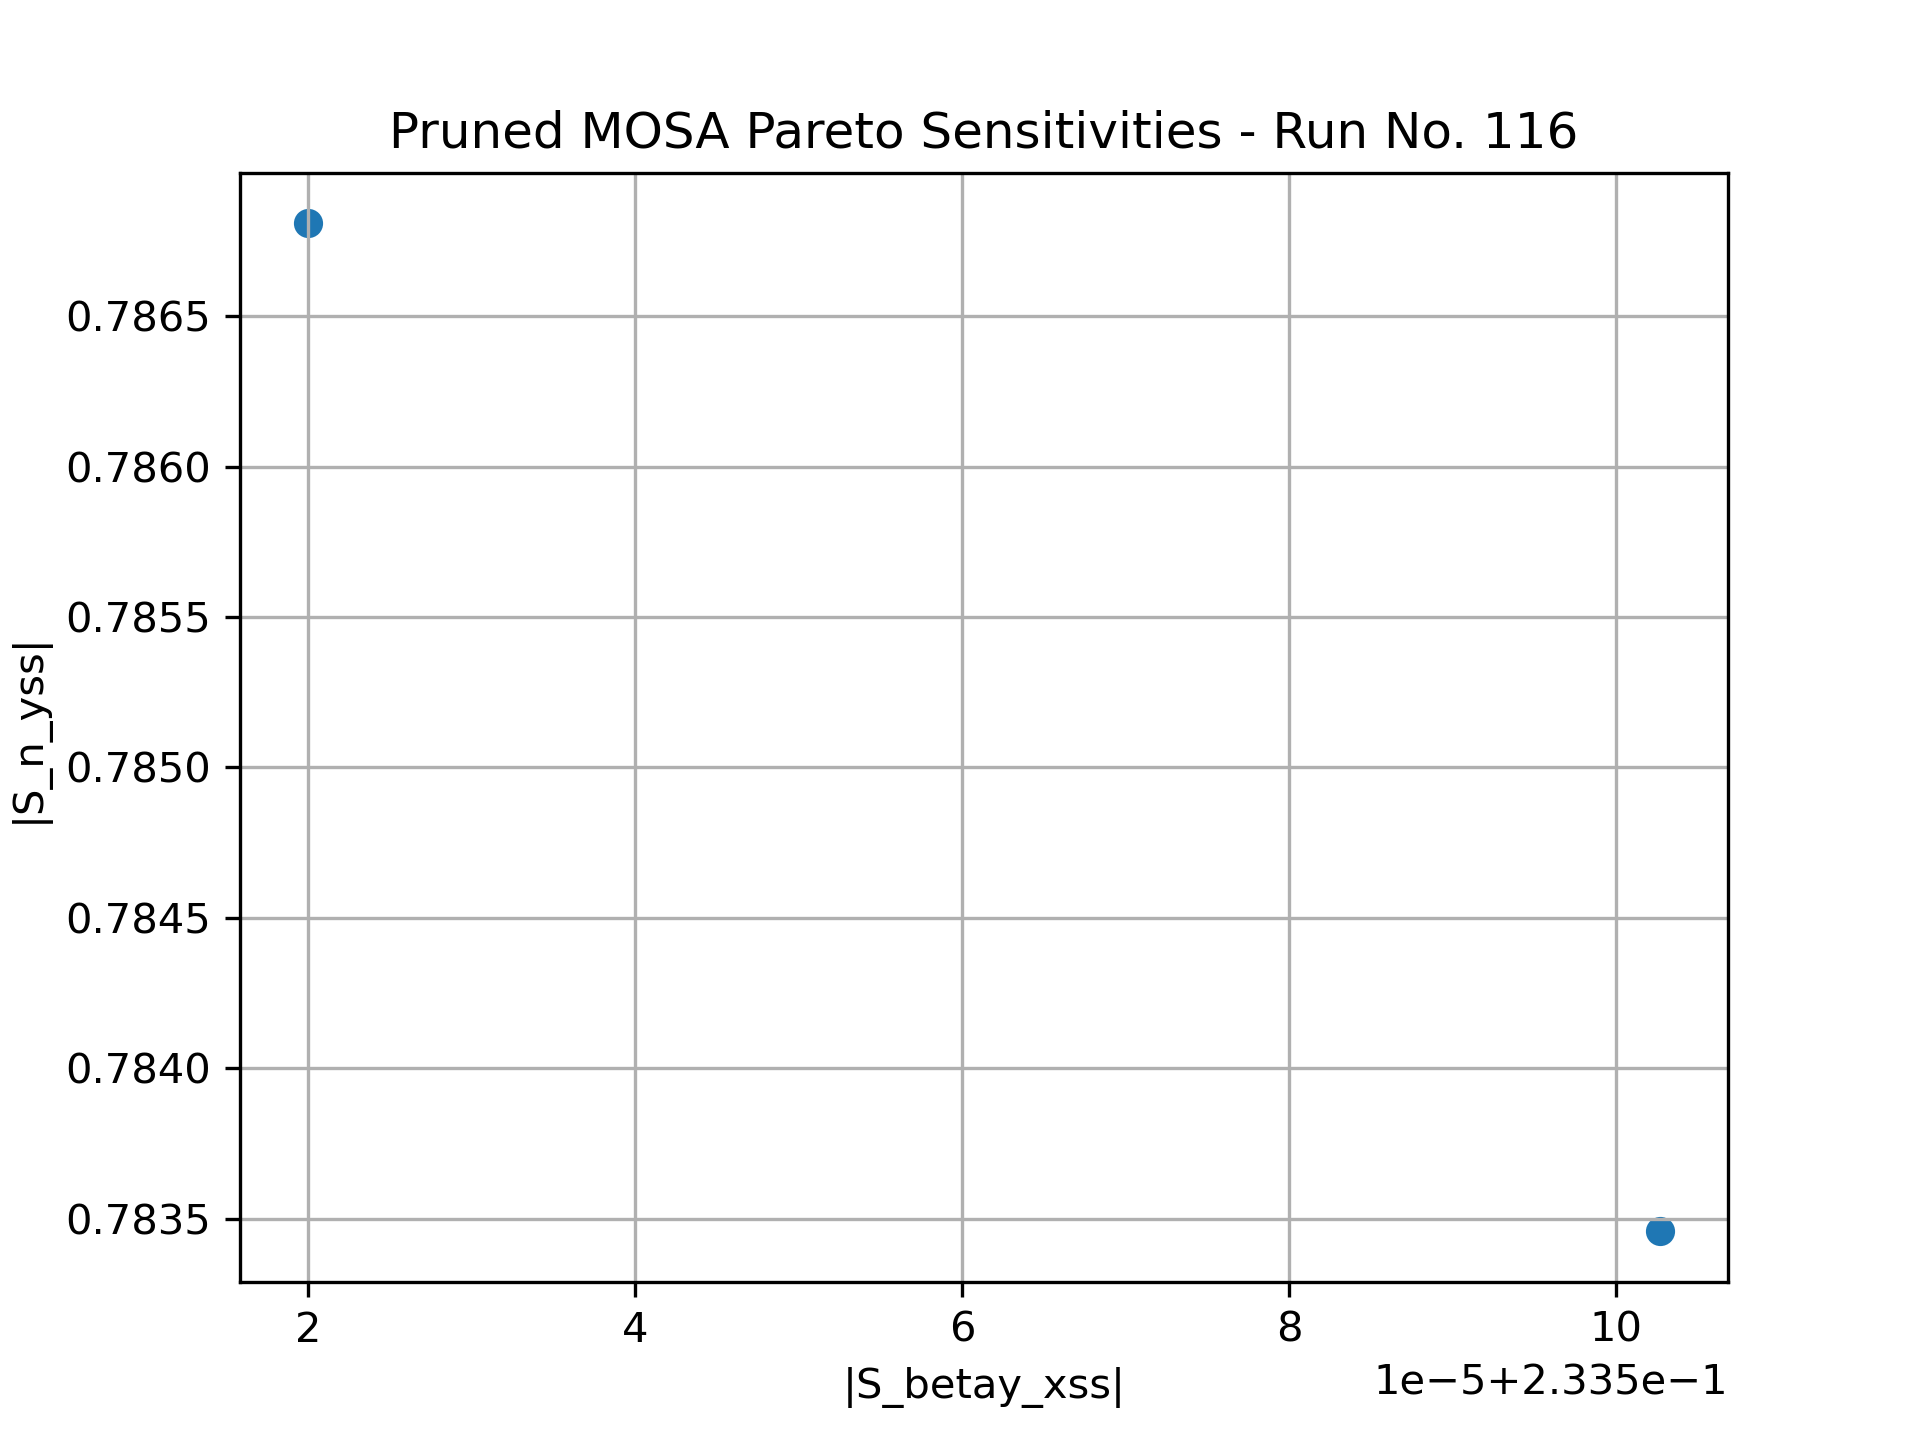 Pruned MOSA Pareto Sensitivities - Run No. 116
|S_n_yss|
0.7865
0.7860
0.7855
0.7850
0.7845
0.7840
0.7835
2 4 6 8 10
|S_betay_xss|
1e−5+2.335e−1